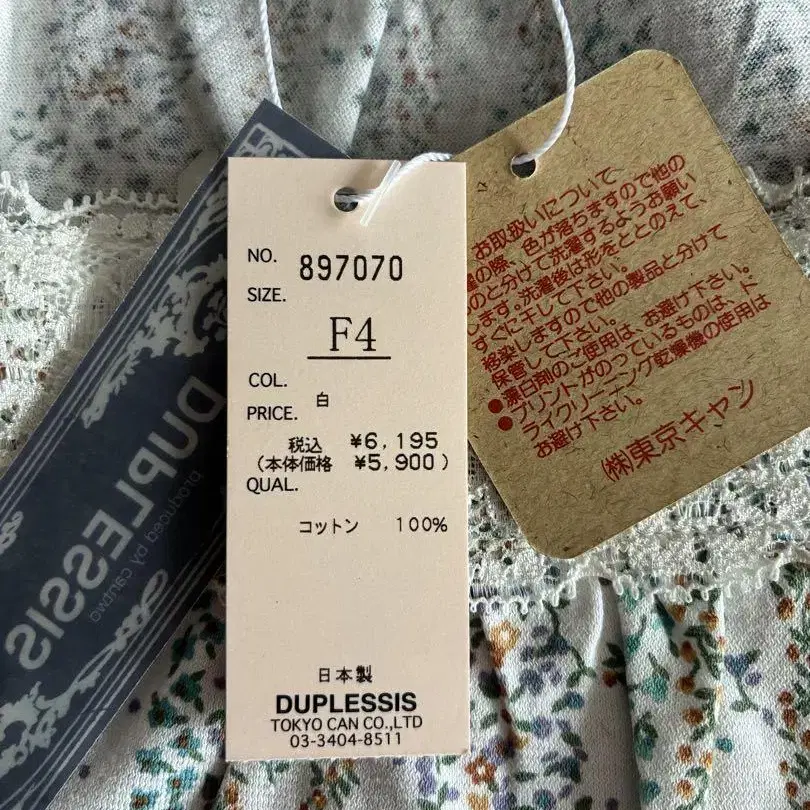 NO. 897070
SIZE.
F4
COL. 白
PRICE.
税込 ¥6,195
(本体価格 ¥5,900)
QUAL.
コットン 100%
日本製
DUPLESSIS
TOKYO CAN CO.,LTD
03-3404-8511
DUPLESSIS
produced by cantwo
お取扱いについて
の際、色が落ちますので他の
のと分けて洗濯するようお願い
します。洗濯後は形をととのえて、
すぐに干して下さい。
移染しますので他の製品と分けて
保管して下さい。
●漂白剤のご使用は、お避け下さい。
●プリントがのっているものは、ド
ライクリーニング乾燥機の使用は
お避け下さい。
㈱東京キャン